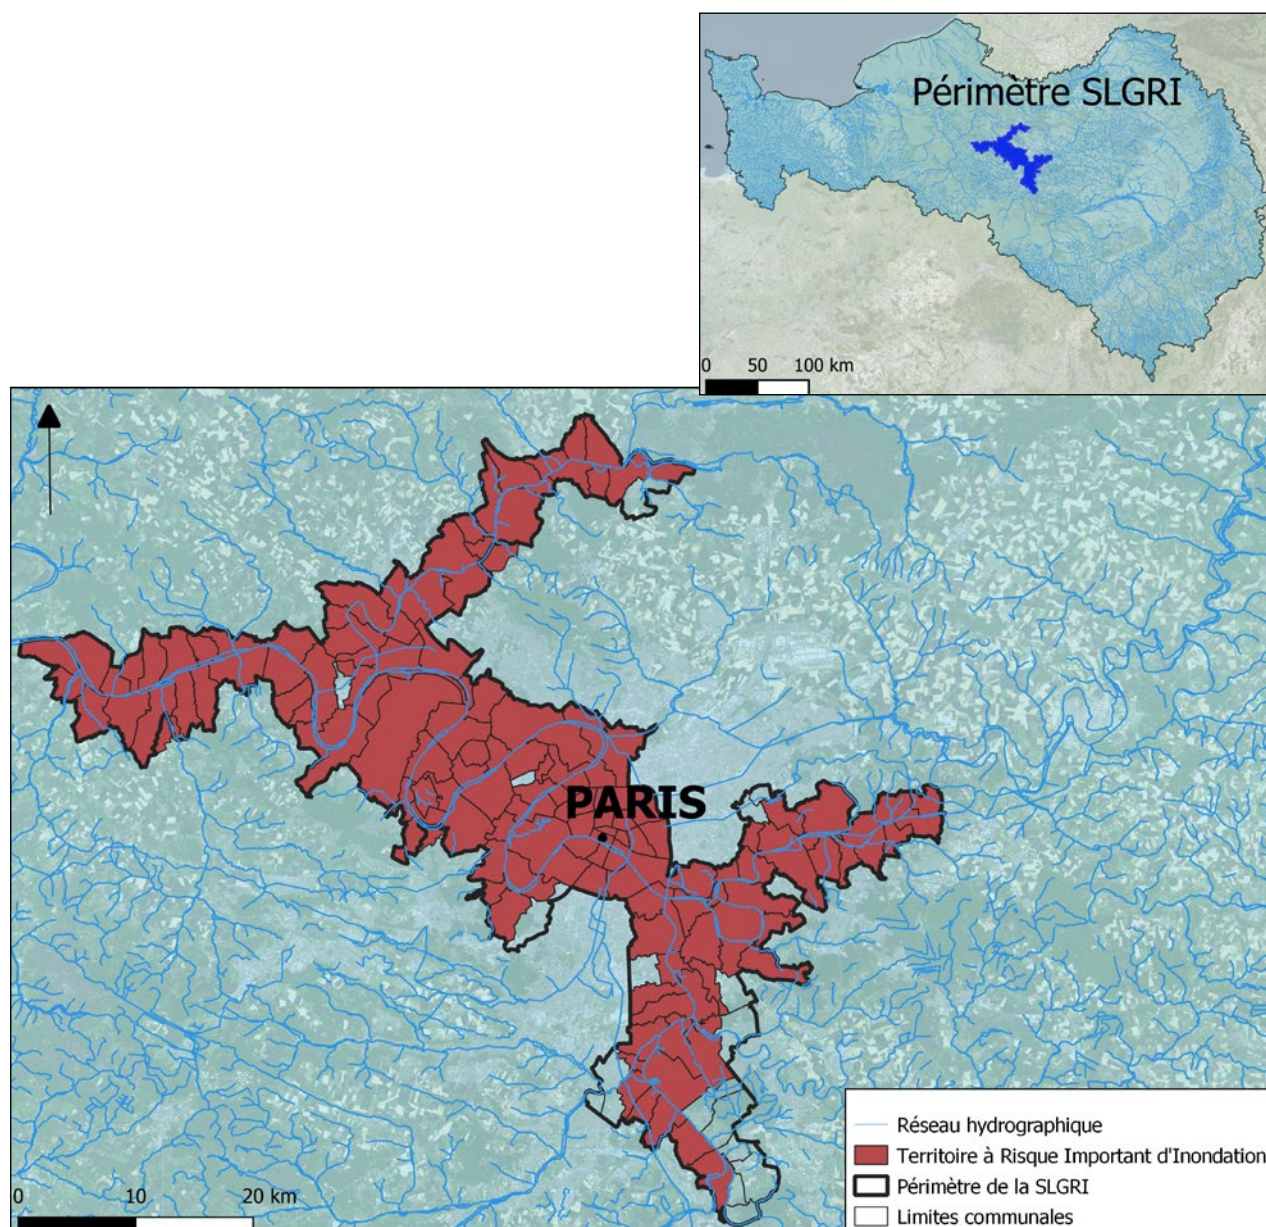 Périmètre SLGRI
0 50 100 km
PARIS
Réseau hydrographique
Territoire à Risque Important d'Inondation
Périmètre de la SLGRI
Limites communales
0 10 20 km